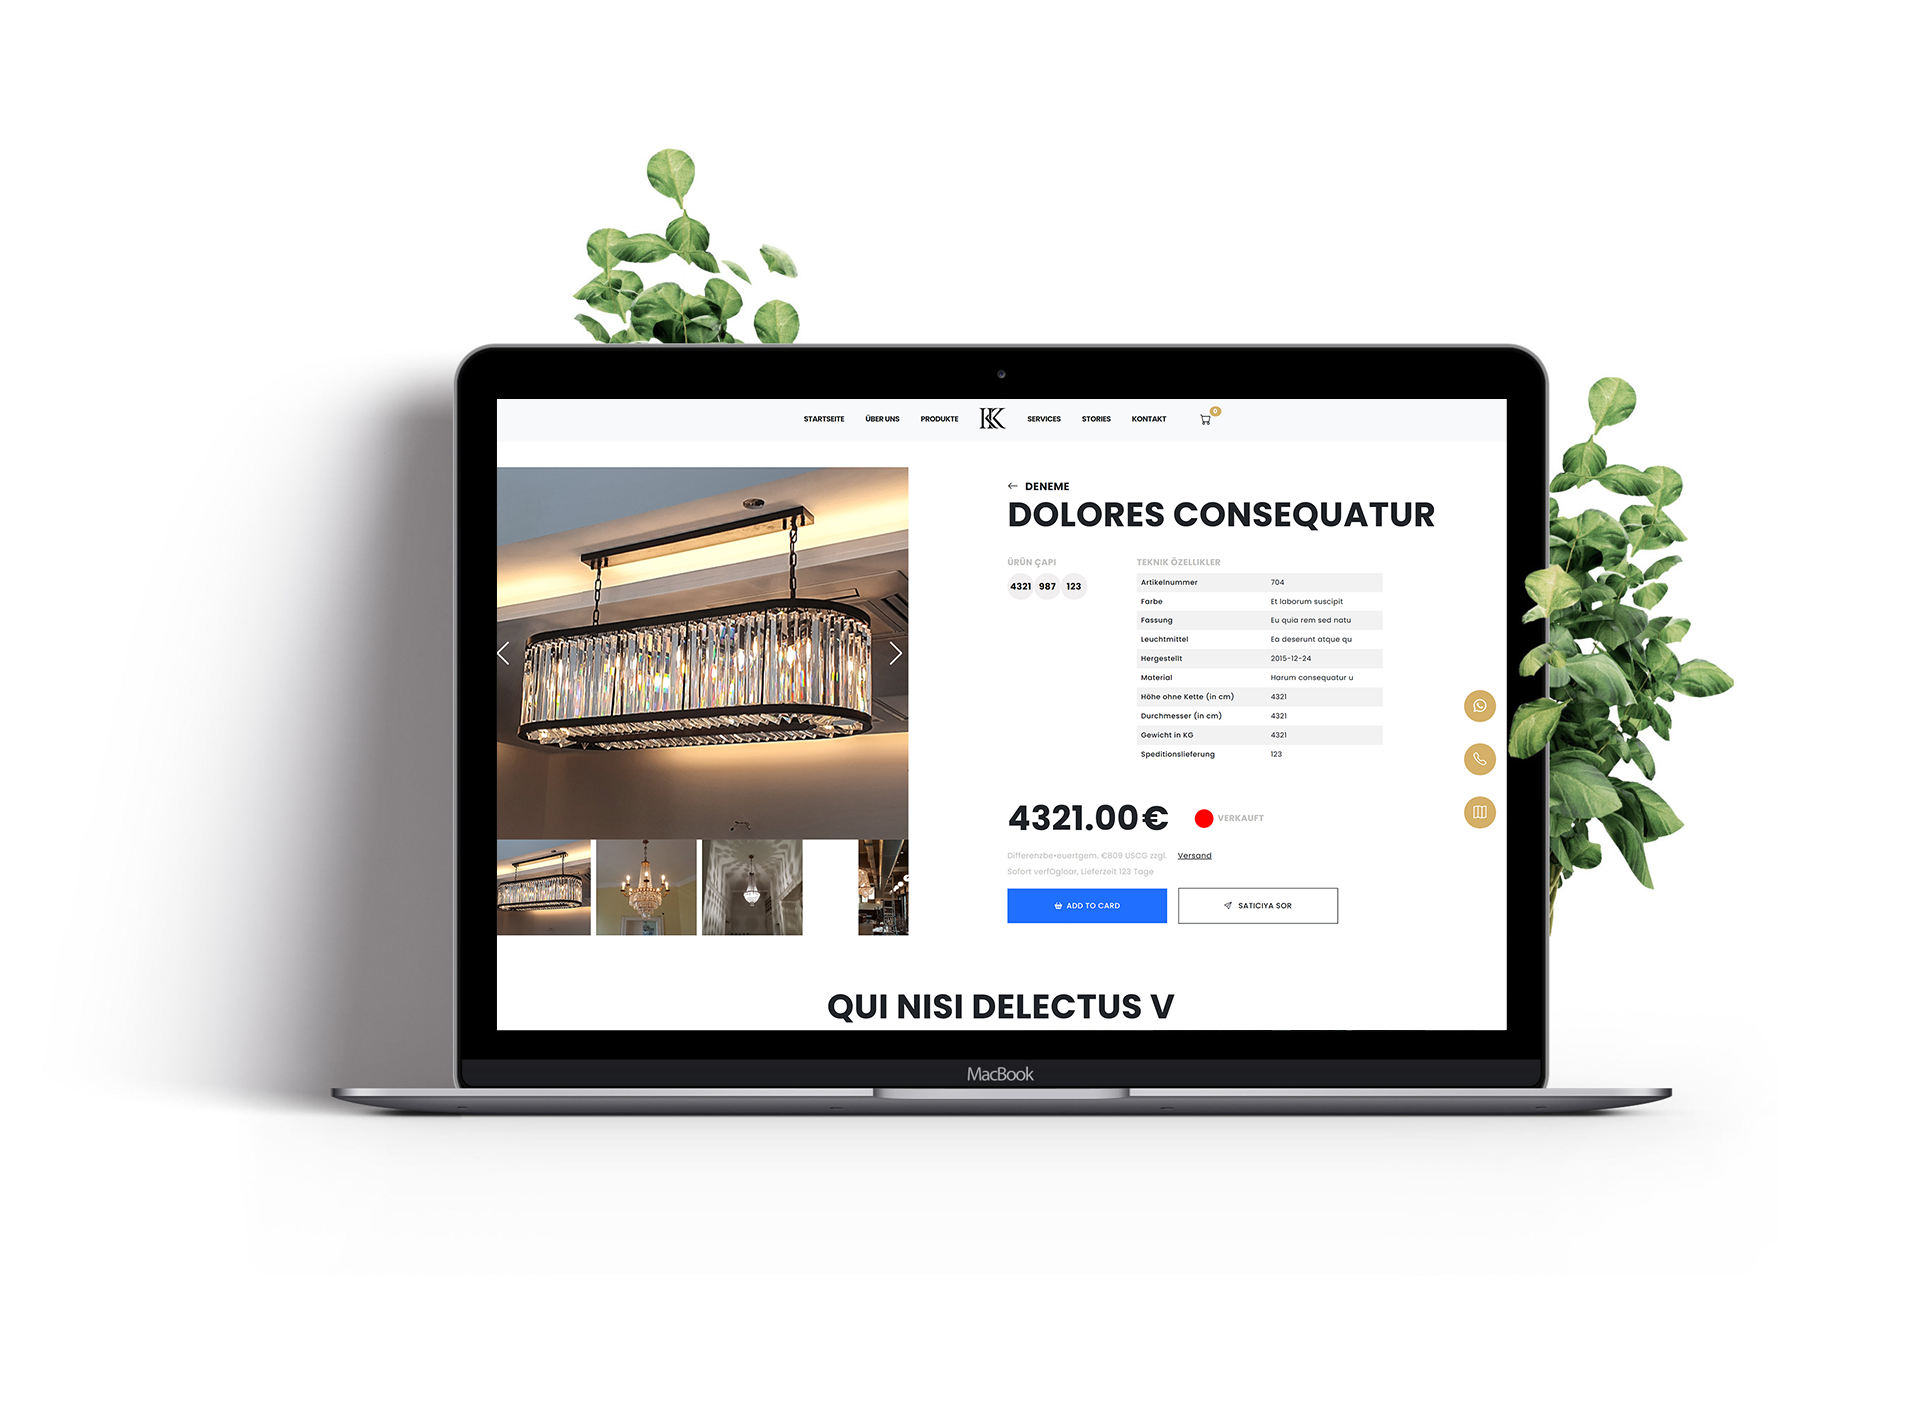 STARTSEITE ÜBER UNS PRODUKTE KK SERVICES STORIES KONTAKT 0
DENEME
DOLORES CONSEQUATUR
ÜRÜN ÇAPI
4321 987 123
TEKNIK ÖZELLIKLER
Artikelnummer 704
Farbe Et laborum suscipit
Fassung Eu quia rem sed natu
Leuchtmittel Ea deserunt atque qu
Hergestellt 2015-12-24
Material Harum consequatur u
Höhe ohne Kette (in cm) 4321
Durchmesser (in cm) 4321
Gewicht in KG 4321
Speditionslieferung 123
4321.00€ VERKAUFT
Differenzbe•euertgem. €809 USCG zzgl. Versand
Sofort verfOgloar, Lieferzeit 123 Tage
ADD TO CARD SATICIYA SOR
QUI NISI DELECTUS V
MacBook